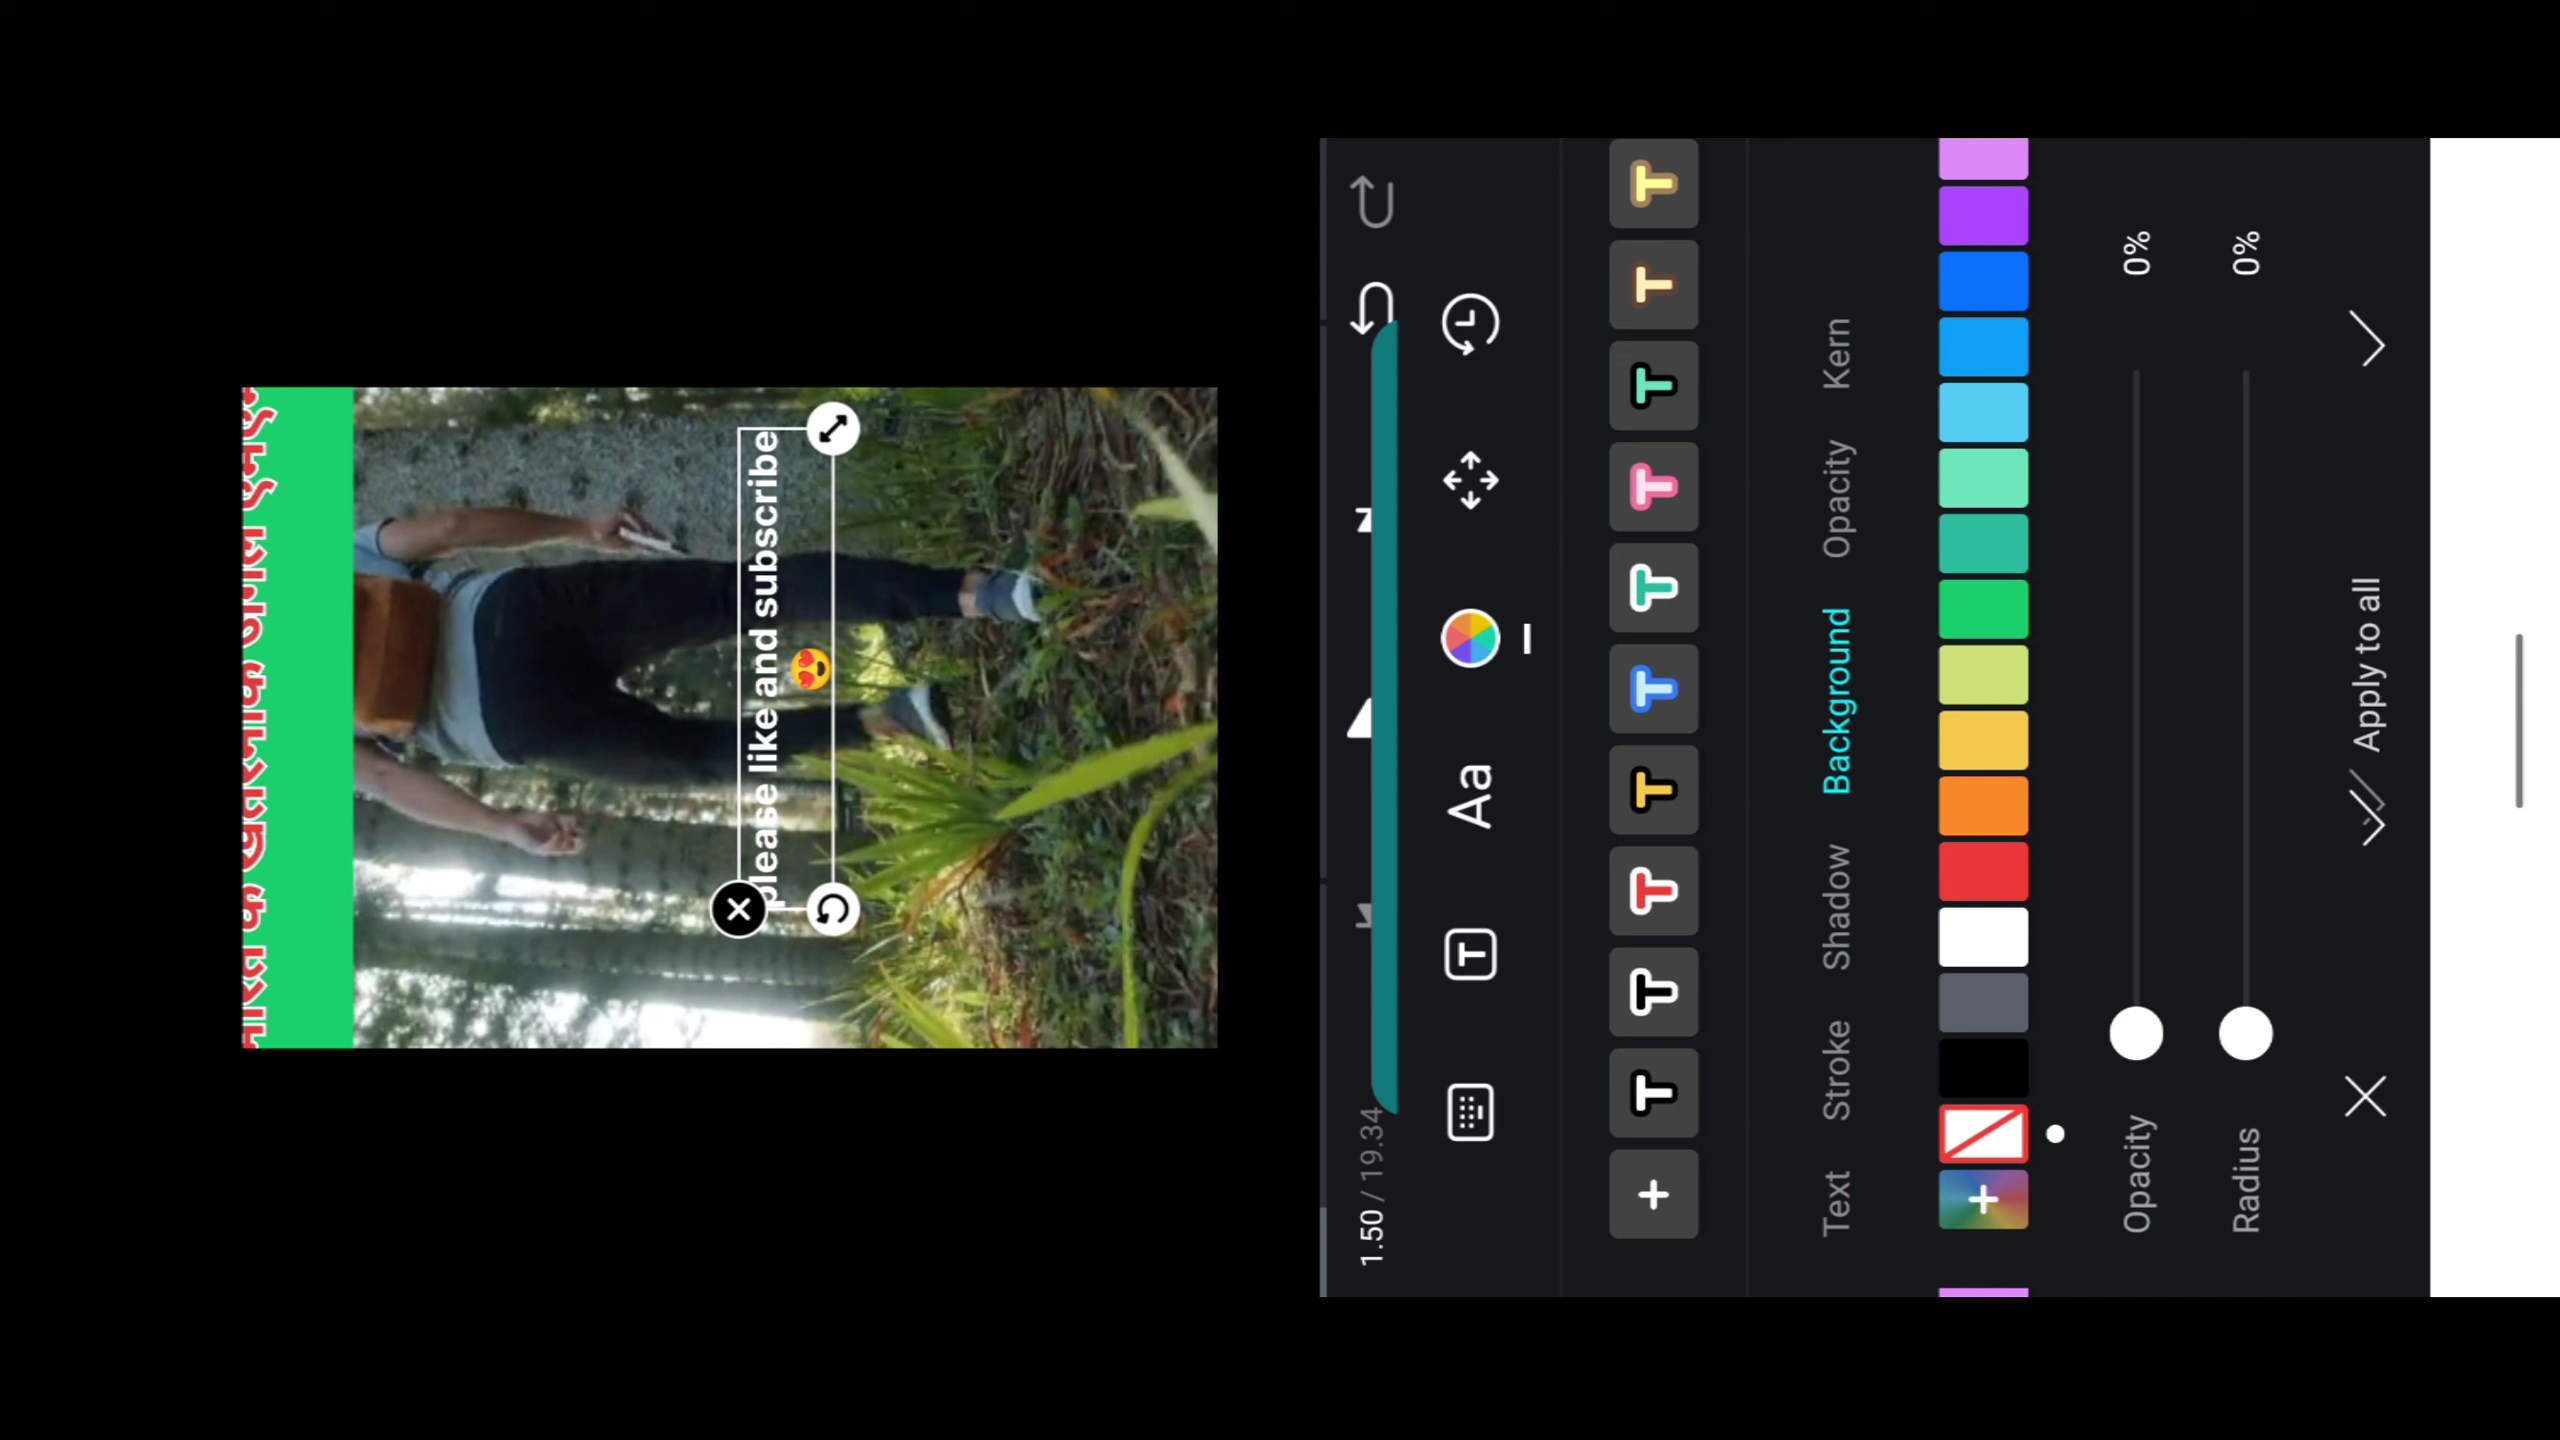 please like and subscribe
😍
1.50 / 19.34
Aa
T
T T T T T T T T T T
Text Stroke Shadow Background Opacity Kern
Opacity 0%
Radius 0%
Apply to all